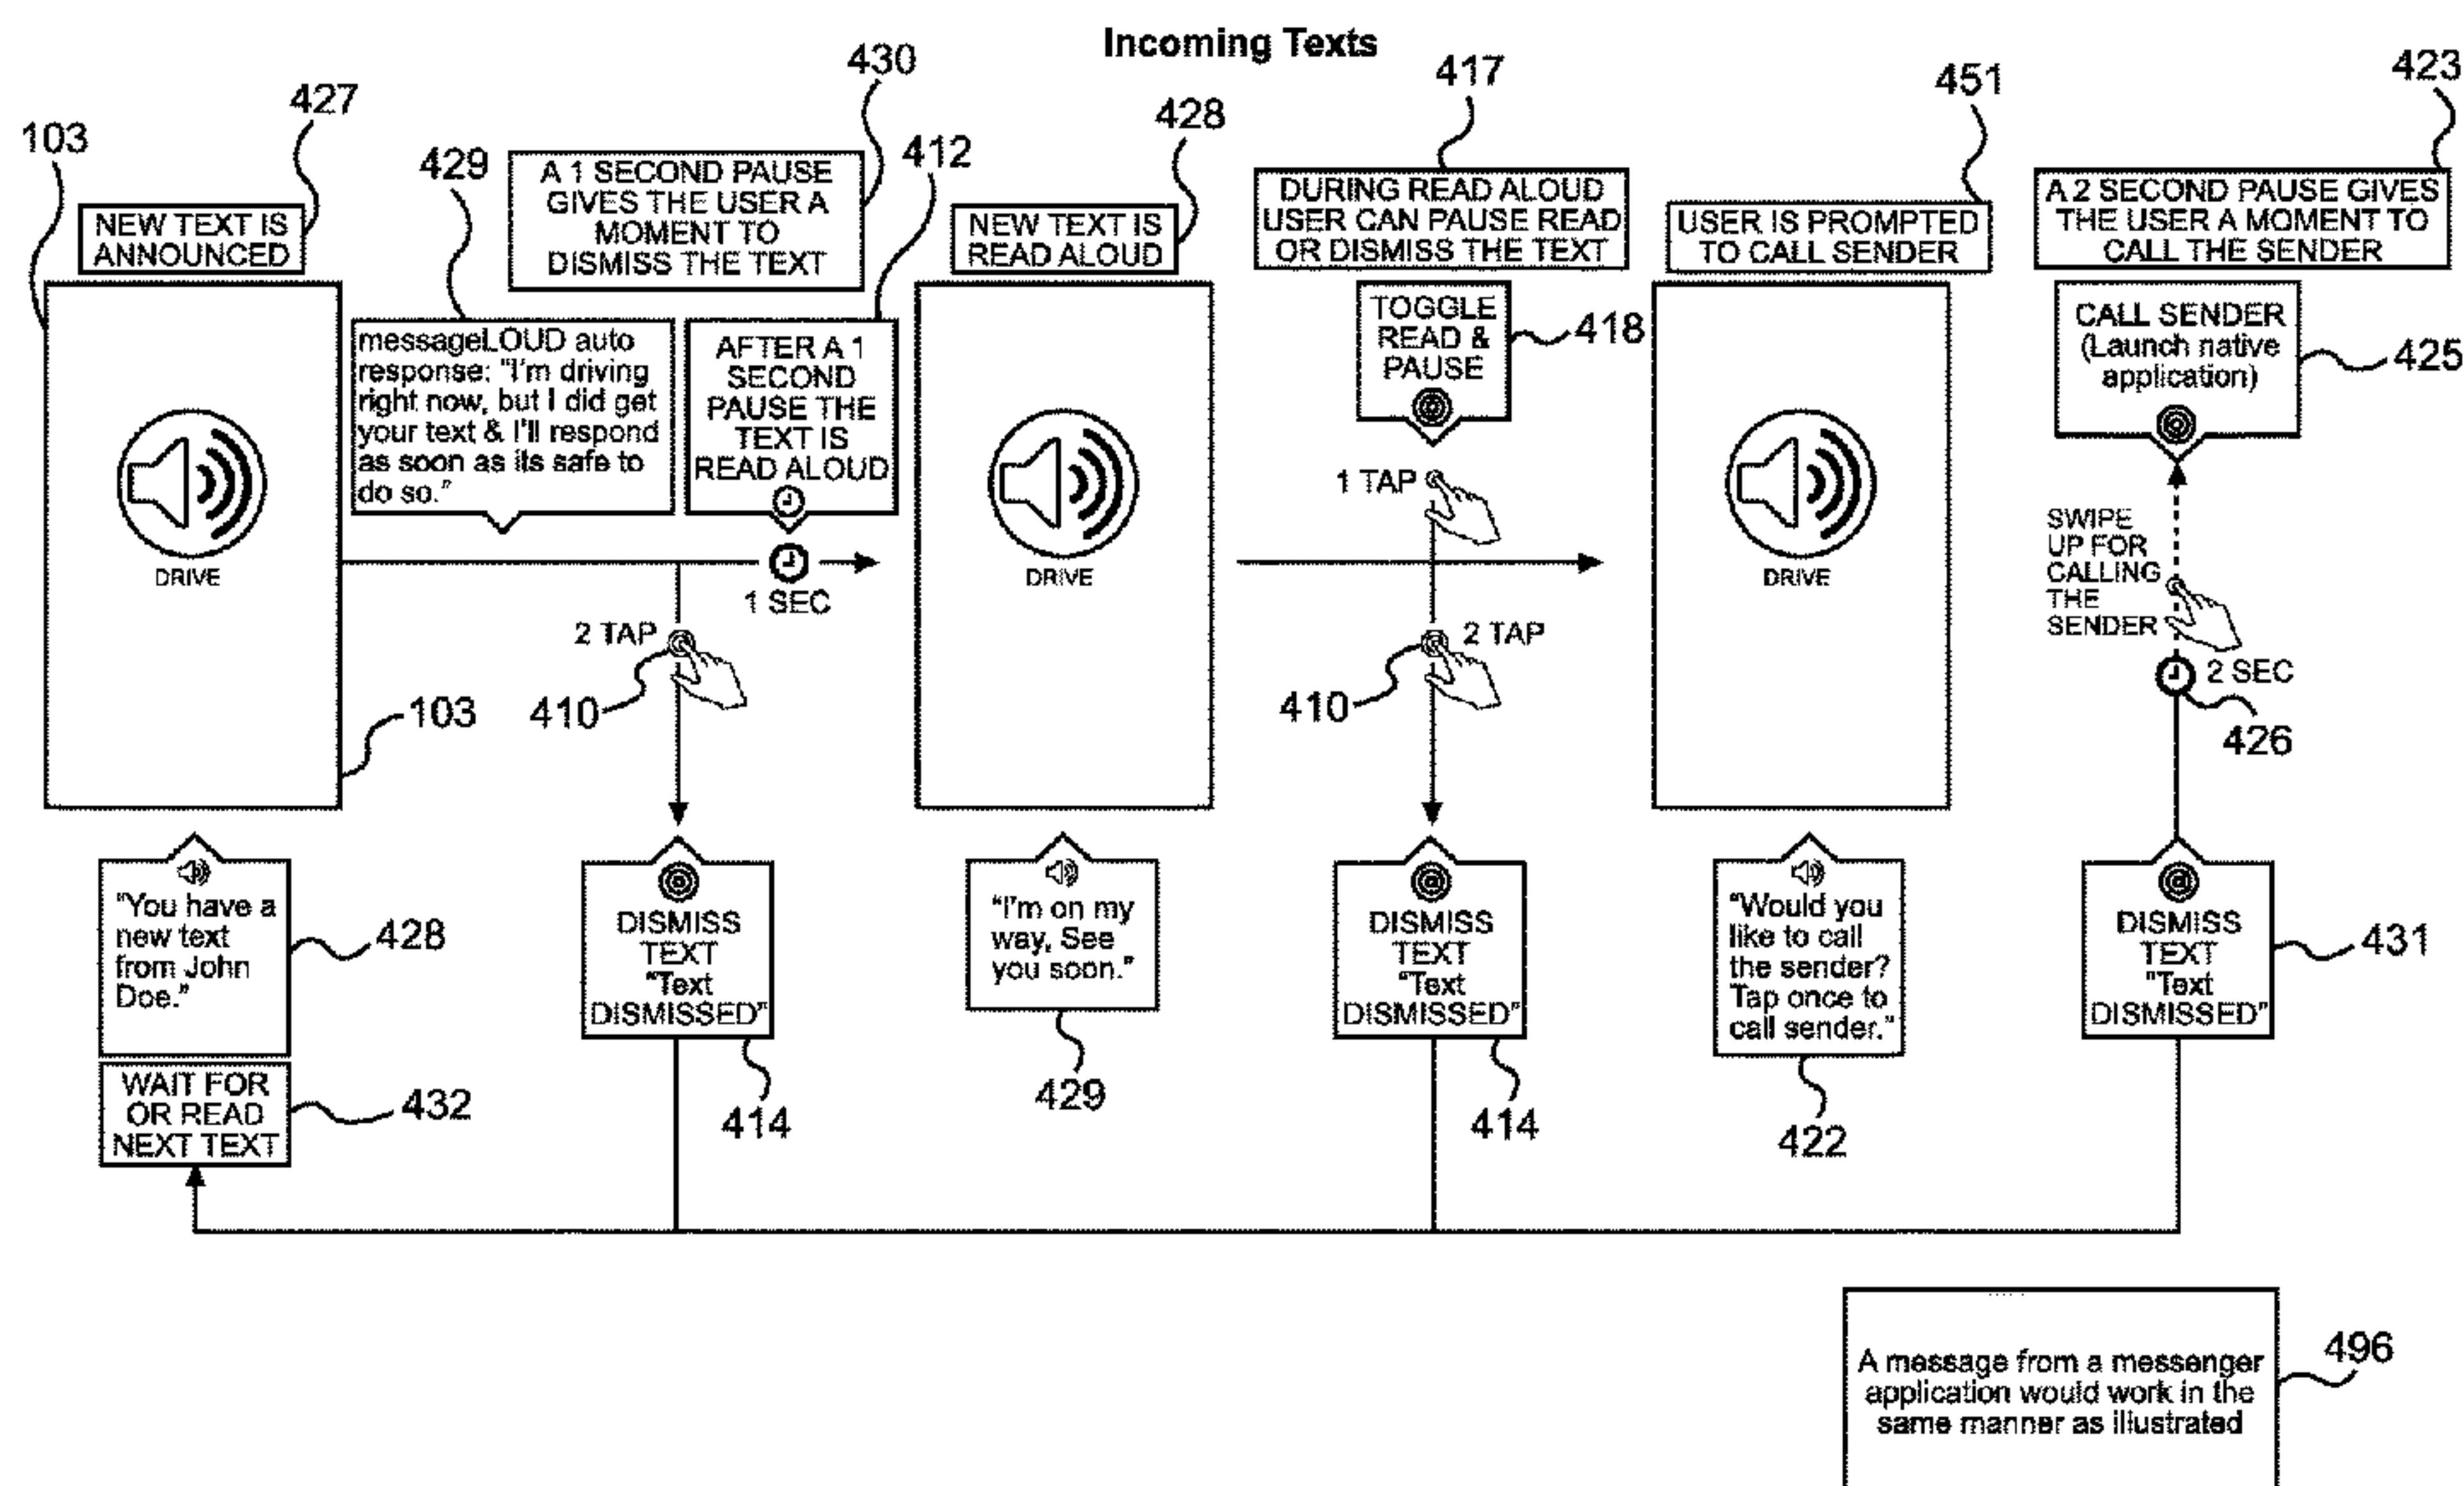 Incoming Texts
103
427
NEW TEXT IS
ANNOUNCED
429
430
A 1 SECOND PAUSE
GIVES THE USER A
MOMENT TO
DISMISS THE TEXT
412
428
NEW TEXT IS
READ ALOUD
417
DURING READ ALOUD
USER CAN PAUSE READ
OR DISMISS THE TEXT
451
USER IS PROMPTED
TO CALL SENDER
423
A 2 SECOND PAUSE GIVES
THE USER A MOMENT TO
CALL THE SENDER
DRIVE
messageLOUD auto
response: "I'm driving
right now, but I did get
your text & I'll respond
as soon as its safe to
do so."
AFTER A 1
SECOND
PAUSE THE
TEXT IS
READ ALOUD
1 SEC
2 TAP
410
103
DRIVE
TOGGLE
READ &
PAUSE
418
1 TAP
2 TAP
410
DRIVE
CALL SENDER
(Launch native
application)
425
SWIPE
UP FOR
CALLING
THE
SENDER
2 SEC
426
"You have a
new text
from John
Doe."
428
WAIT FOR
OR READ
NEXT TEXT
432
DISMISS
TEXT
"Text
DISMISSED"
414
"I'm on my
way, See
you soon."
429
DISMISS
TEXT
"Text
DISMISSED"
414
"Would you
like to call
the sender?
Tap once to
call sender."
422
DISMISS
TEXT
"Text
DISMISSED"
431
A message from a messenger
application would work in the
same manner as illustrated
496